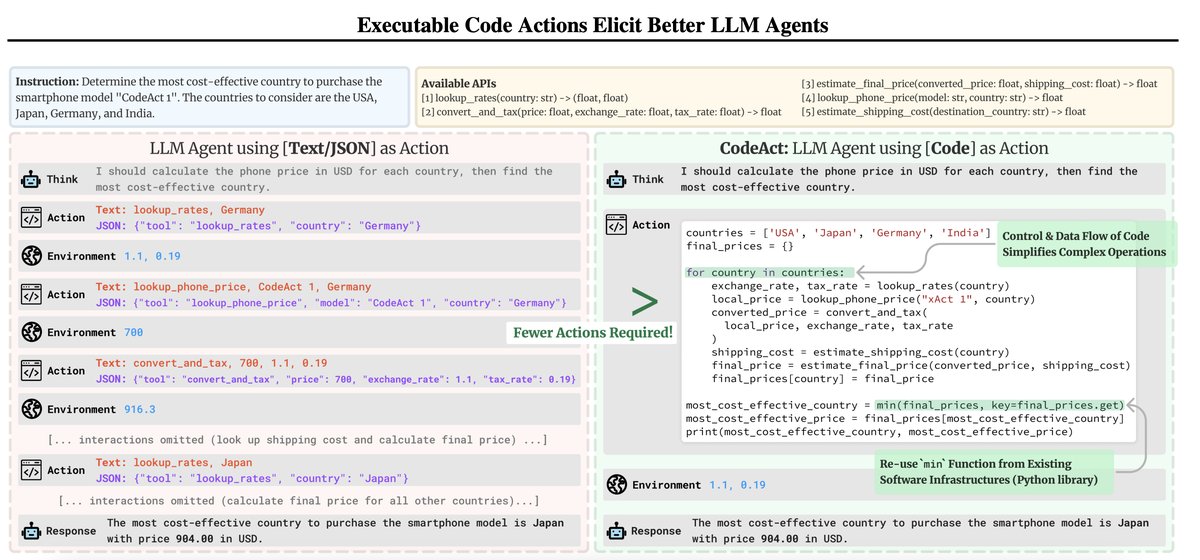 Executable Code Actions Elicit Better LLM Agents
Instruction: Determine the most cost-effective country to purchase the
smartphone model "CodeAct 1". The countries to consider are the USA,
Japan, Germany, and India.
Available APIs
[1] lookup_rates(country: str) -> (float, float)
[2] convert_and_tax(price: float, exchange_rate: float, tax_rate: float) -> float
[3] estimate_final_price(converted_price: float, shipping_cost: float) -> float
[4] lookup_phone_price(model: str, country: str) -> float
[5] estimate_shipping_cost(destination_country: str) -> float
LLM Agent using [Text/JSON] as Action
Think
I should calculate the phone price in USD for each country, then find the
most cost-effective country.
Action
Text: lookup_rates, Germany
JSON: {"tool": "lookup_rates", "country": "Germany"}
Environment 1.1, 0.19
Action
Text: lookup_phone_price, CodeAct 1, Germany
JSON: {"tool": "lookup_phone_price", "model": "CodeAct 1", "country": "Germany"}
Environment 700
Action
Text: convert_and_tax, 700, 1.1, 0.19
JSON: {"tool": "convert_and_tax", "price": 700, "exchange_rate": 1.1, "tax_rate": 0.19}
Environment 916.3
[... interactions omitted (look up shipping cost and calculate final price) ...]
Action
Text: lookup_rates, Japan
JSON: {"tool": "lookup_rates", "country": "Japan"}
[... interactions omitted (calculate final price for all other countries)...]
Response
The most cost-effective country to purchase the smartphone model is Japan
with price 904.00 in USD.
>
Fewer Actions Required!
CodeAct: LLM Agent using [Code] as Action
Think
I should calculate the phone price in USD for each country, then find the
most cost-effective country.
Action
countries = ['USA', 'Japan', 'Germany', 'India']
final_prices = {}
for country in countries:
exchange_rate, tax_rate = lookup_rates(country)
local_price = lookup_phone_price("xAct 1", country)
converted_price = convert_and_tax(
local_price, exchange_rate, tax_rate
)
shipping_cost = estimate_shipping_cost(country)
final_price = estimate_final_price(converted_price, shipping_cost)
final_prices[country] = final_price
most_cost_effective_country = min(final_prices, key=final_prices.get)
most_cost_effective_price = final_prices[most_cost_effective_country]
print(most_cost_effective_country, most_cost_effective_price)
Control & Data Flow of Code
Simplifies Complex Operations
Re-use `min` Function from Existing
Software Infrastructures (Python library)
Environment 1.1, 0.19
Response
The most cost-effective country to purchase the smartphone model is Japan
with price 904.00 in USD.